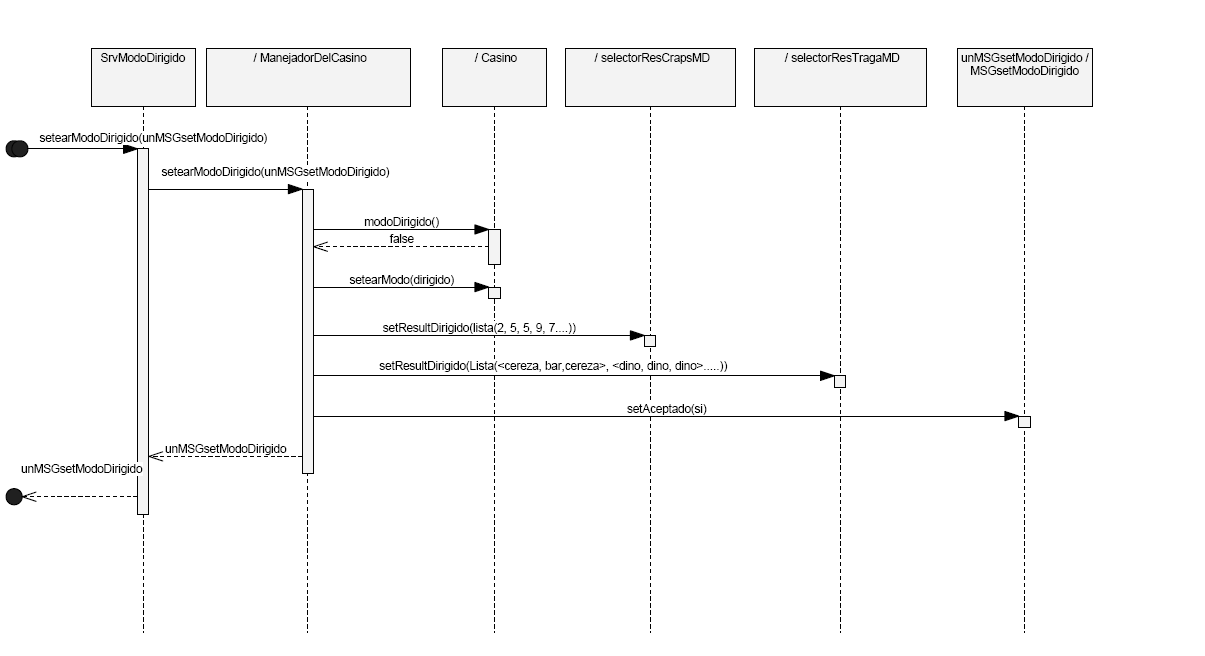 SrvModoDirigido
/ ManejadorDelCasino
/ Casino
/ selectorResCrapsMD
/ selectorResTragaMD
unMSGsetModoDirigido /
MSGsetModoDirigido
setearModoDirigido(unMSGsetModoDirigido)
setearModoDirigido(unMSGsetModoDirigido)
modoDirigido()
false
setearModo(dirigido)
setResultDirigido(lista(2, 5, 5, 9, 7....))
setResultDirigido(Lista(<cereza, bar,cereza>, <dino, dino, dino>.....))
setAceptado(si)
unMSGsetModoDirigido
unMSGsetModoDirigido